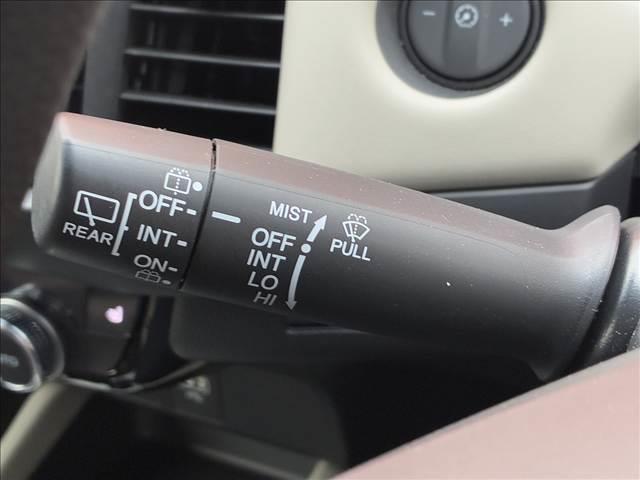 REAR
OFF
INT
ON
MIST
OFF
INT
LO
HI
PULL
- +